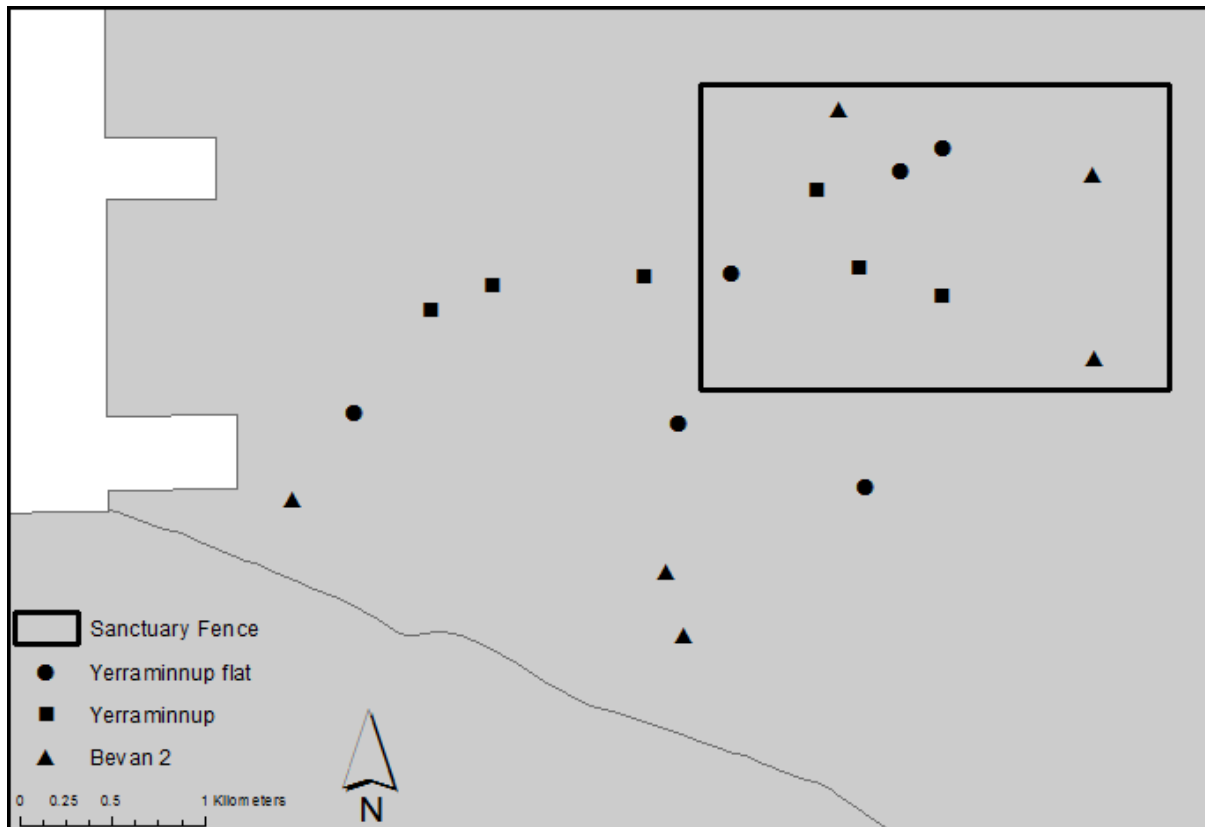 Sanctuary Fence
Yerraminnup flat
Yerraminnup
Bevan 2
N
0 0.25 0.5 1 Kilometers